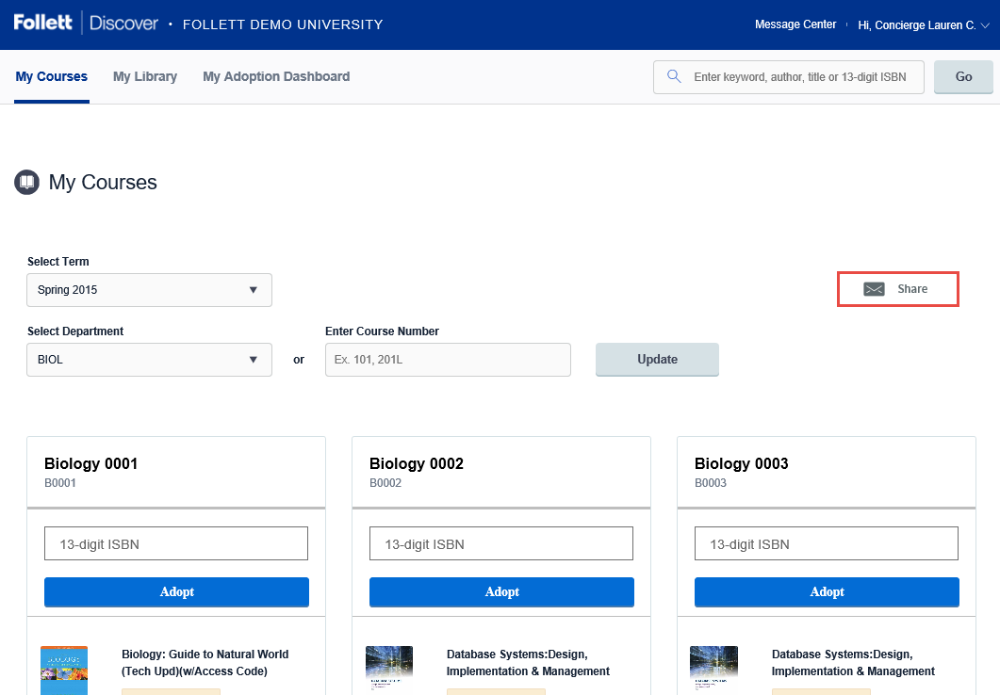 Follett Discover • FOLLETT DEMO UNIVERSITY
Message Center
Hi, Concierge Lauren C.
My Courses
My Library
My Adoption Dashboard
Enter keyword, author, title or 13-digit ISBN
Go
My Courses
Select Term
Spring 2015
Share
Select Department
BIOL
or
Enter Course Number
Ex. 101, 201L
Update
Biology 0001
B0001
13-digit ISBN
Adopt
Biology: Guide to Natural World
(Tech Upd)(w/Access Code)
Biology 0002
B0002
13-digit ISBN
Adopt
Database Systems:Design,
Implementation & Management
Biology 0003
B0003
13-digit ISBN
Adopt
Database Systems:Design,
Implementation & Management